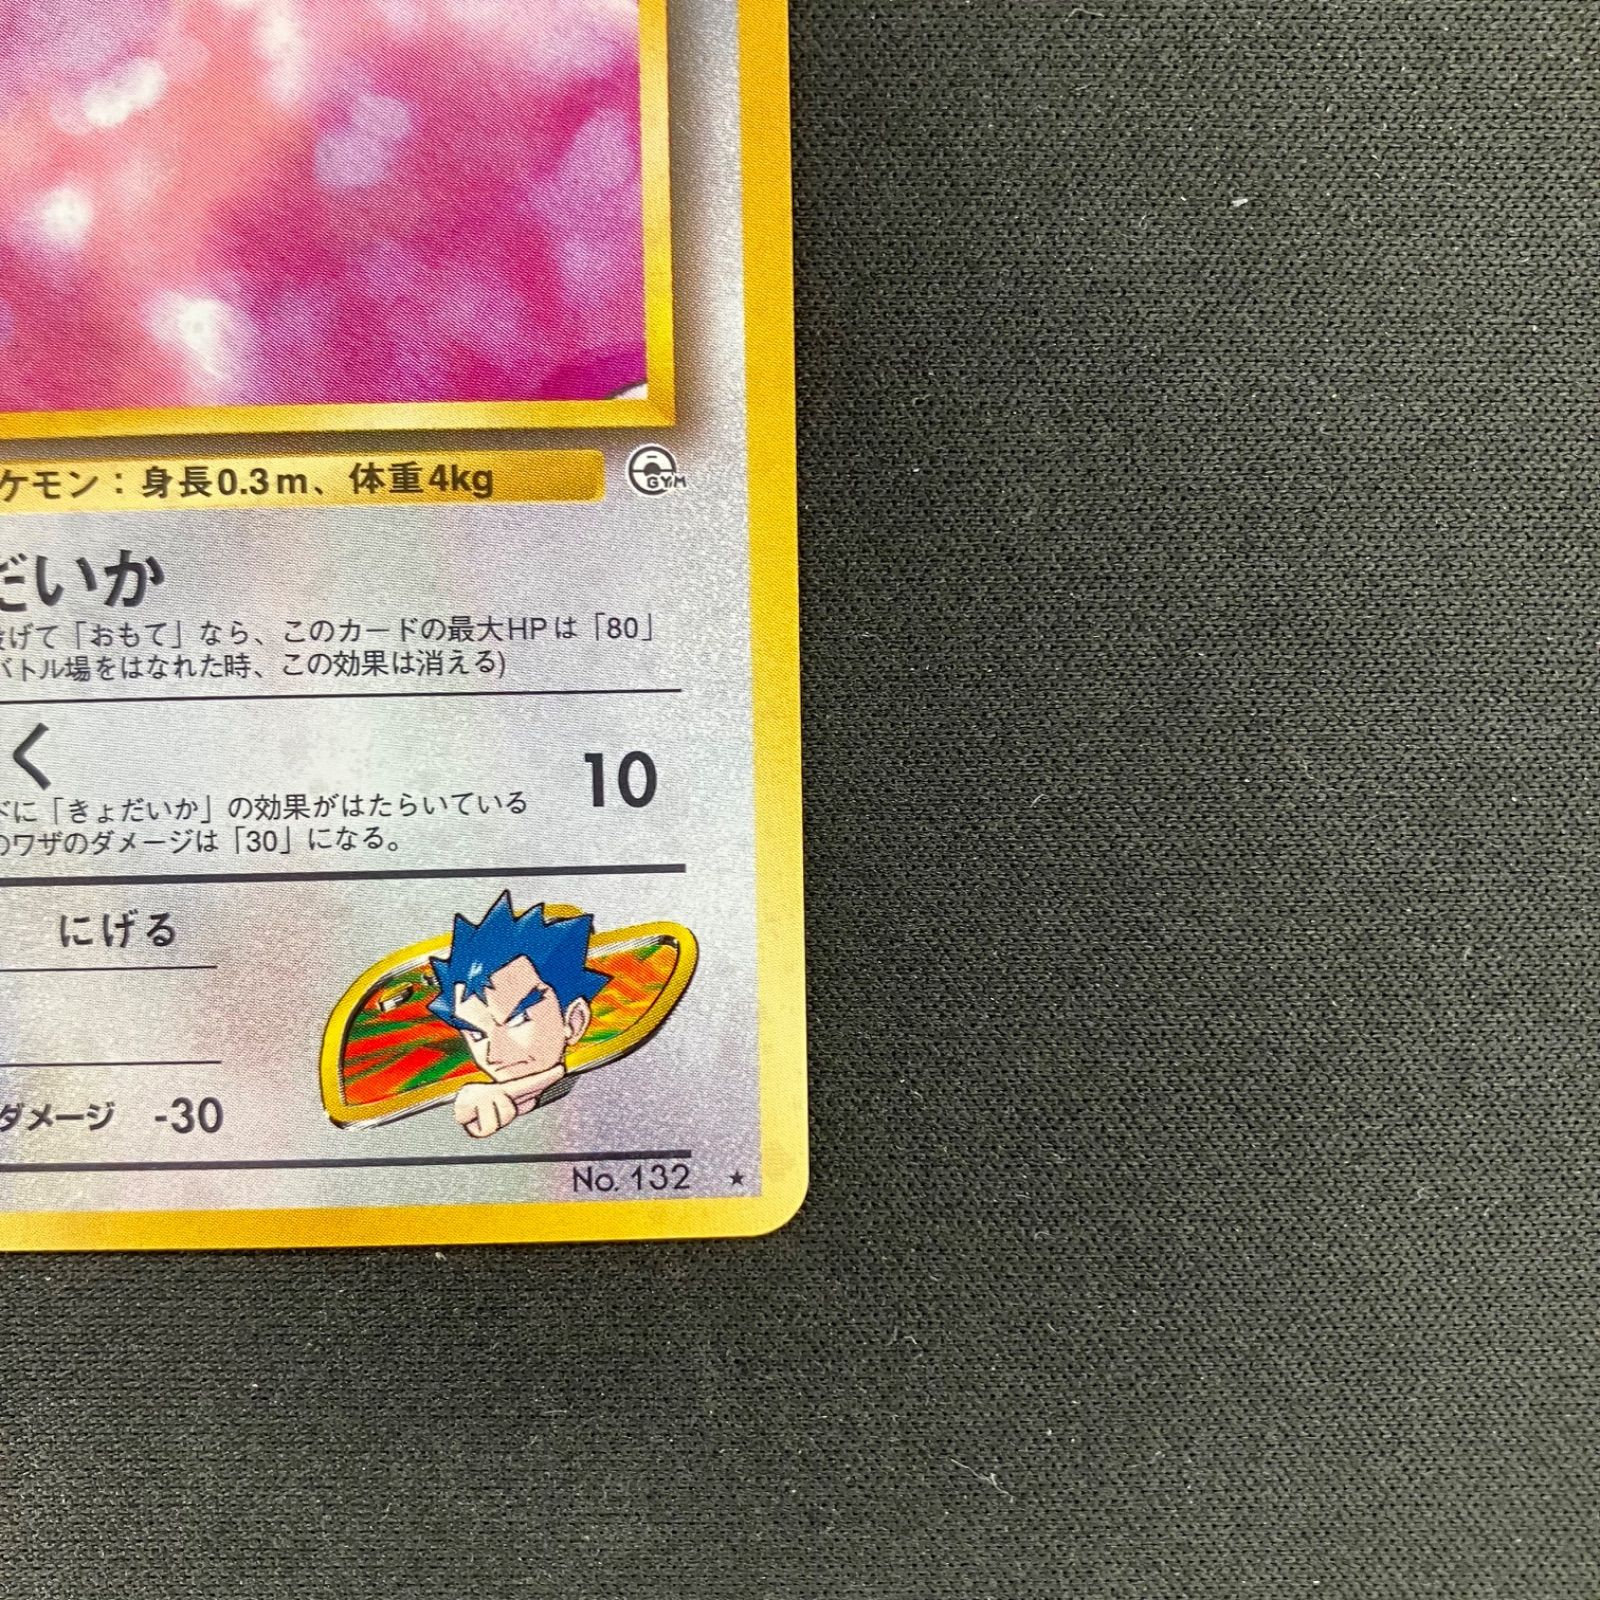 ケモン：身長0.3m、体重4kg
GYM
だいか
げて「おもて」なら、このカードの最大HPは「80」
バトル場をはなれた時、この効果は消える)
く
10
ドに「きょだいか」の効果がはたらいている
のワザのダメージは「30」になる。
にげる
ダメージ -30
No. 132 ★